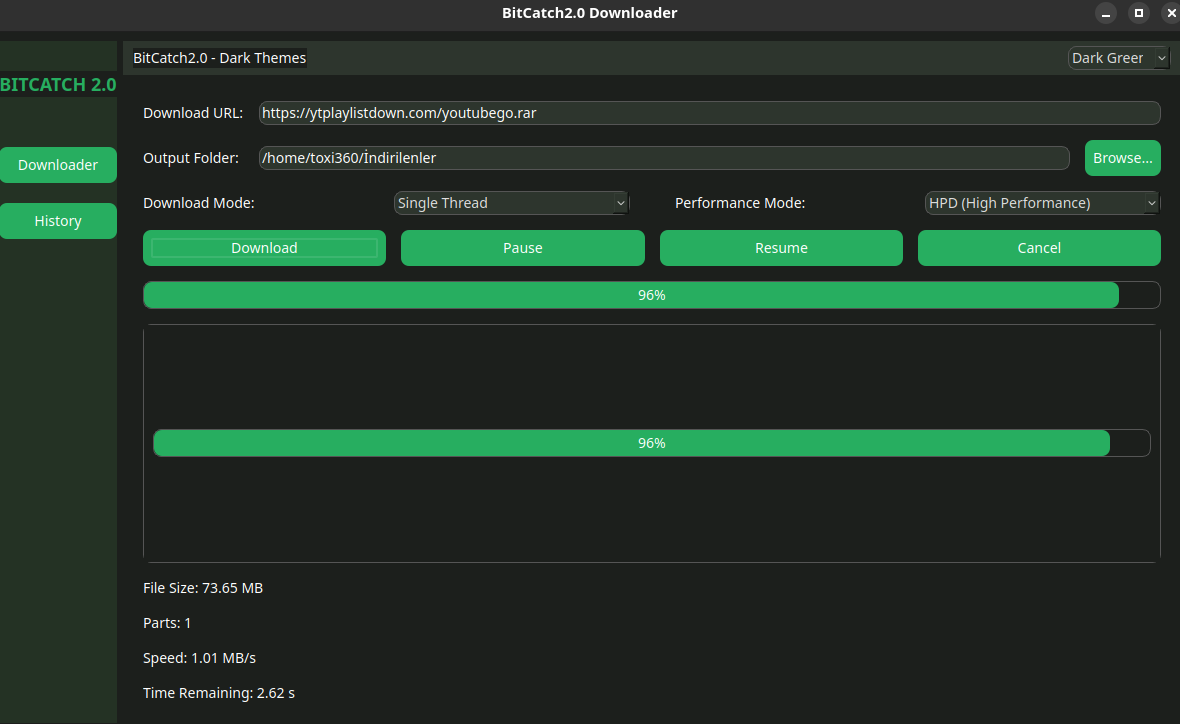 BitCatch2.0 Downloader
BITCATCH 2.0
Downloader
History
BitCatch2.0 - Dark Themes
Dark Greer
Download URL: https://ytplaylistdown.com/youtubego.rar
Output Folder: /home/toxi360/İndirilenler Browse...
Download Mode: Single Thread Performance Mode: HPD (High Performance)
Download Pause Resume Cancel
96%
96%
File Size: 73.65 MB
Parts: 1
Speed: 1.01 MB/s
Time Remaining: 2.62 s